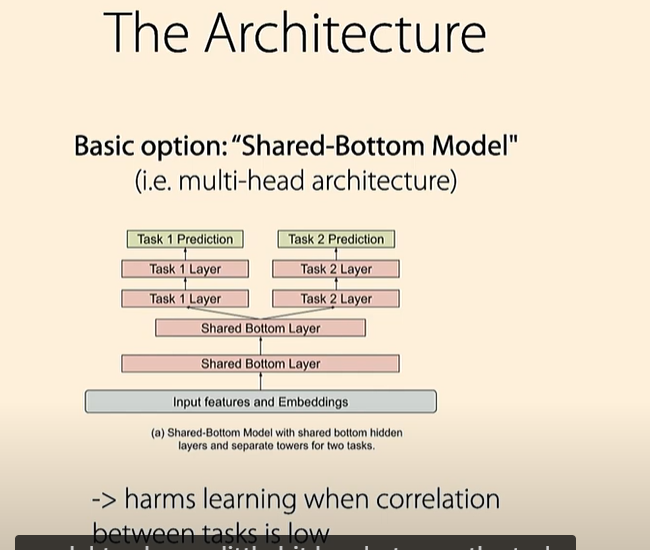 The Architecture
Basic option: “Shared-Bottom Model"
(i.e. multi-head architecture)
Task 1 Prediction Task 2 Prediction
Task 1 Layer Task 2 Layer
Task 1 Layer Task 2 Layer
Shared Bottom Layer
Shared Bottom Layer
Input features and Embeddings
(a) Shared-Bottom Model with shared bottom hidden
layers and separate towers for two tasks.
-> harms learning when correlation
between tasks is low